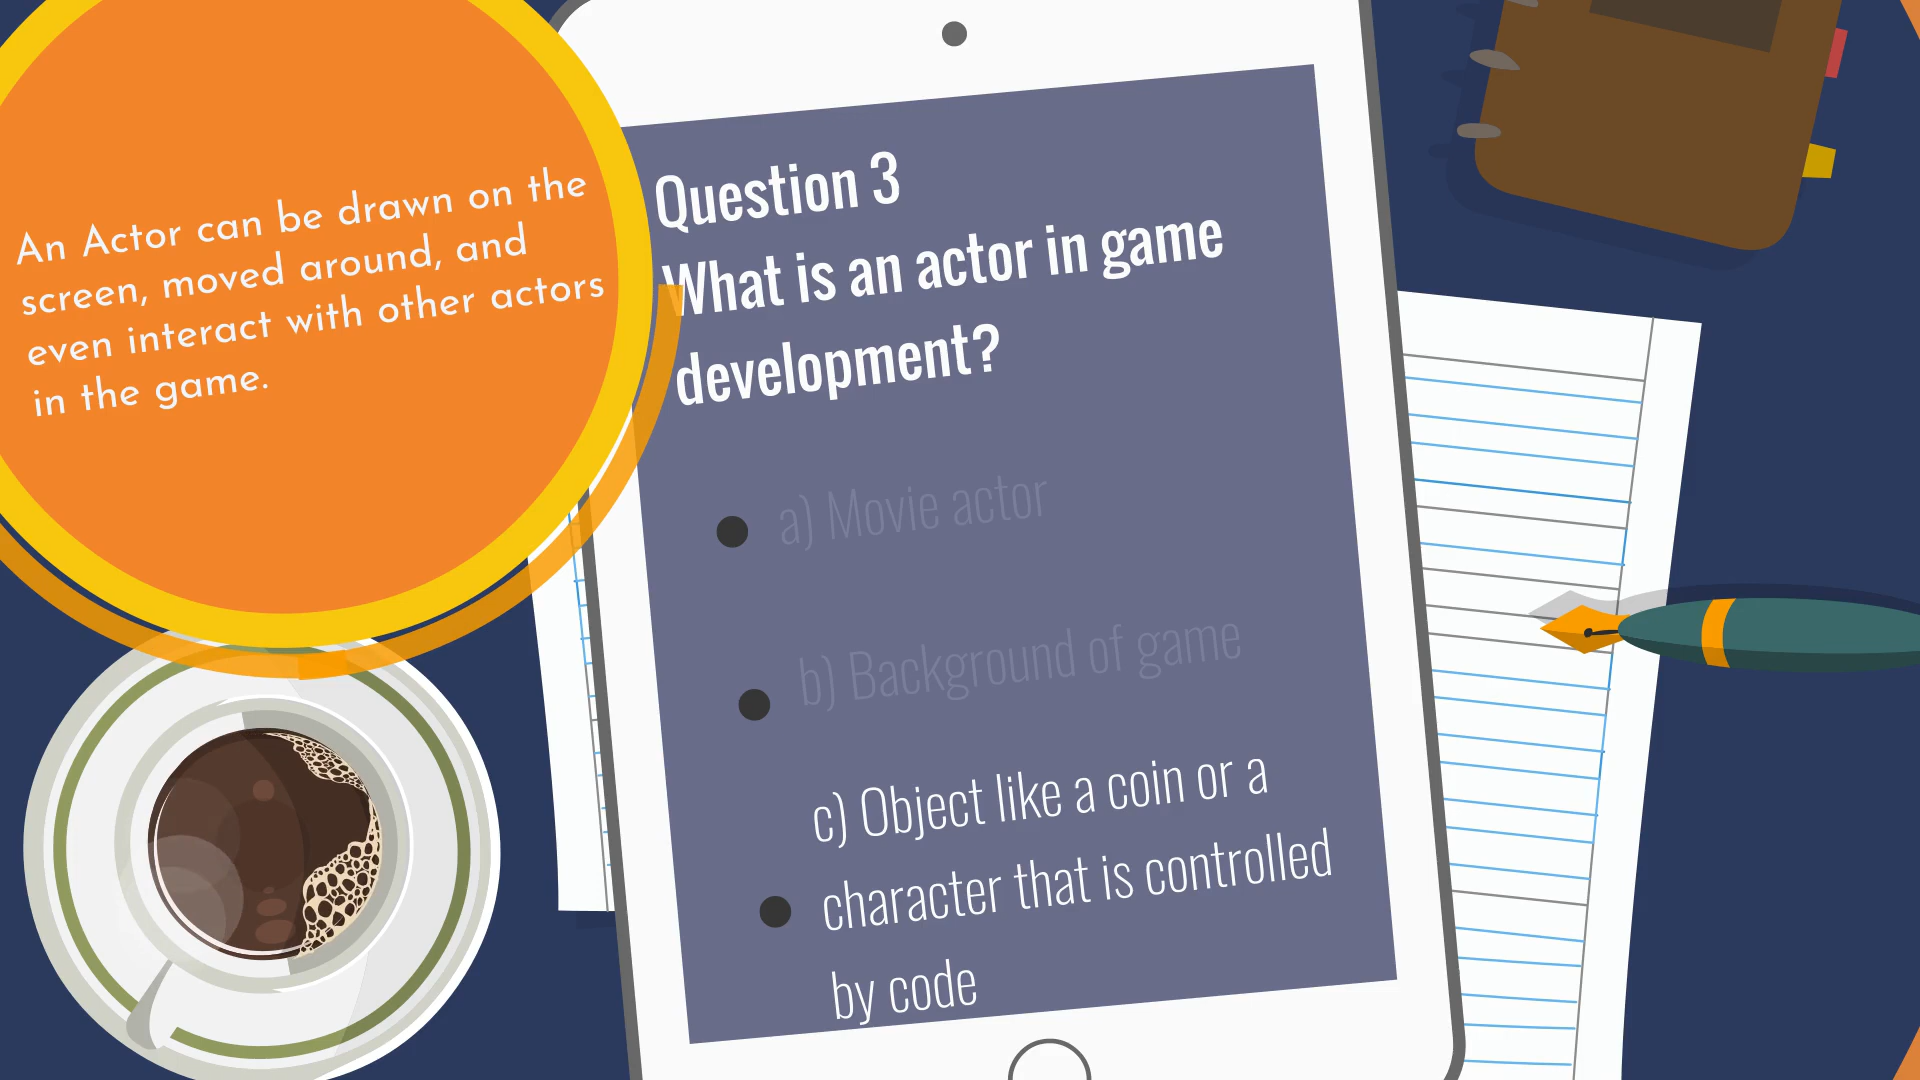 An Actor can be drawn on the
screen, moved around, and
even interact with other actors
in the game.
Question 3
What is an actor in game
development?
a) Movie actor
b) Background of game
c) Object like a coin or a
character that is controlled
by code